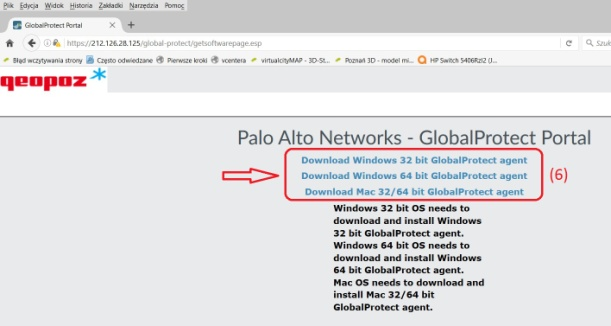 Plik Edycja Widok Historia Zakładki Narzędzia Pomoc
GlobalProtect Portal
https://212.126.28.125/global-protect/getsoftwarepage.esp
Szuk
Błąd wczytywania strony Często odwiedzane Pierwsze kroki vcentera virtualcityMAP - 3D-St... Poznań 3D - model mi... HP Switch 5406Rzl2 (J...
geopoz
Palo Alto Networks - GlobalProtect Portal
Download Windows 32 bit GlobalProtect agent
Download Windows 64 bit GlobalProtect agent
(6)
Download Mac 32/64 bit GlobalProtect agent
Windows 32 bit OS needs to
download and install Windows
32 bit GlobalProtect agent.
Windows 64 bit OS needs to
download and install Windows
64 bit GlobalProtect agent.
Mac OS needs to download and
install Mac 32/64 bit
GlobalProtect agent.